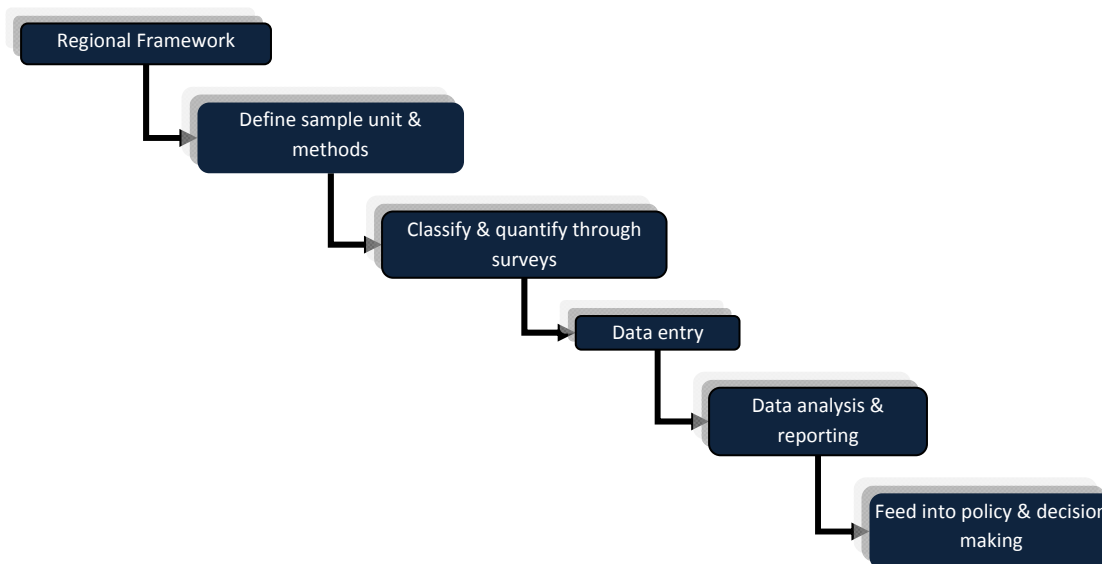 Regional Framework
Define sample unit &
methods
Classify & quantify through
surveys
Data entry
Data analysis &
reporting
Feed into policy & decision
making